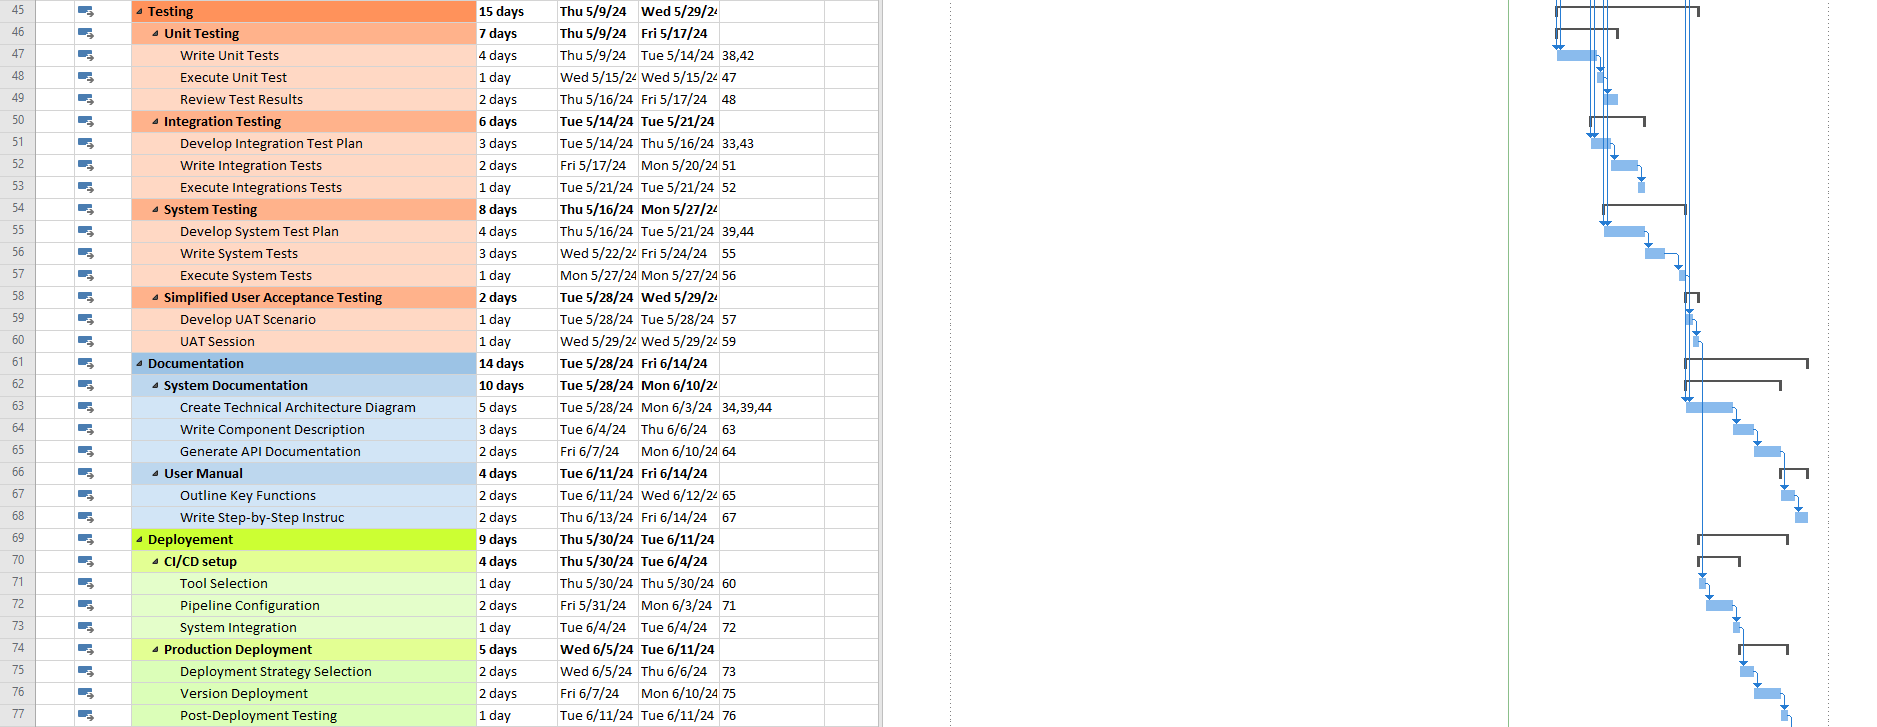 45 Testing 15 days Thu 5/9/24 Wed 5/29/24
46 Unit Testing 7 days Thu 5/9/24 Fri 5/17/24
47 Write Unit Tests 4 days Thu 5/9/24 Tue 5/14/24 38,42
48 Execute Unit Test 1 day Wed 5/15/24 Wed 5/15/24 47
49 Review Test Results 2 days Thu 5/16/24 Fri 5/17/24 48
50 Integration Testing 6 days Tue 5/14/24 Tue 5/21/24
51 Develop Integration Test Plan 3 days Tue 5/14/24 Thu 5/16/24 33,43
52 Write Integration Tests 2 days Fri 5/17/24 Mon 5/20/24 51
53 Execute Integrations Tests 1 day Tue 5/21/24 Tue 5/21/24 52
54 System Testing 8 days Thu 5/16/24 Mon 5/27/24
55 Develop System Test Plan 4 days Thu 5/16/24 Tue 5/21/24 39,44
56 Write System Tests 3 days Wed 5/22/24 Fri 5/24/24 55
57 Execute System Tests 1 day Mon 5/27/24 Mon 5/27/24 56
58 Simplified User Acceptance Testing 2 days Tue 5/28/24 Wed 5/29/24
59 Develop UAT Scenario 1 day Tue 5/28/24 Tue 5/28/24 57
60 UAT Session 1 day Wed 5/29/24 Wed 5/29/24 59
61 Documentation 14 days Tue 5/28/24 Fri 6/14/24
62 System Documentation 10 days Tue 5/28/24 Mon 6/10/24
63 Create Technical Architecture Diagram 5 days Tue 5/28/24 Mon 6/3/24 34,39,44
64 Write Component Description 3 days Tue 6/4/24 Thu 6/6/24 63
65 Generate API Documentation 2 days Fri 6/7/24 Mon 6/10/24 64
66 User Manual 4 days Tue 6/11/24 Fri 6/14/24
67 Outline Key Functions 2 days Tue 6/11/24 Wed 6/12/24 65
68 Write Step-by-Step Instruc 2 days Thu 6/13/24 Fri 6/14/24 67
69 Deployement 9 days Thu 5/30/24 Tue 6/11/24
70 CI/CD setup 4 days Thu 5/30/24 Tue 6/4/24
71 Tool Selection 1 day Thu 5/30/24 Thu 5/30/24 60
72 Pipeline Configuration 2 days Fri 5/31/24 Mon 6/3/24 71
73 System Integration 1 day Tue 6/4/24 Tue 6/4/24 72
74 Production Deployment 5 days Wed 6/5/24 Tue 6/11/24
75 Deployment Strategy Selection 2 days Wed 6/5/24 Thu 6/6/24 73
76 Version Deployment 2 days Fri 6/7/24 Mon 6/10/24 75
77 Post-Deployment Testing 1 day Tue 6/11/24 Tue 6/11/24 76